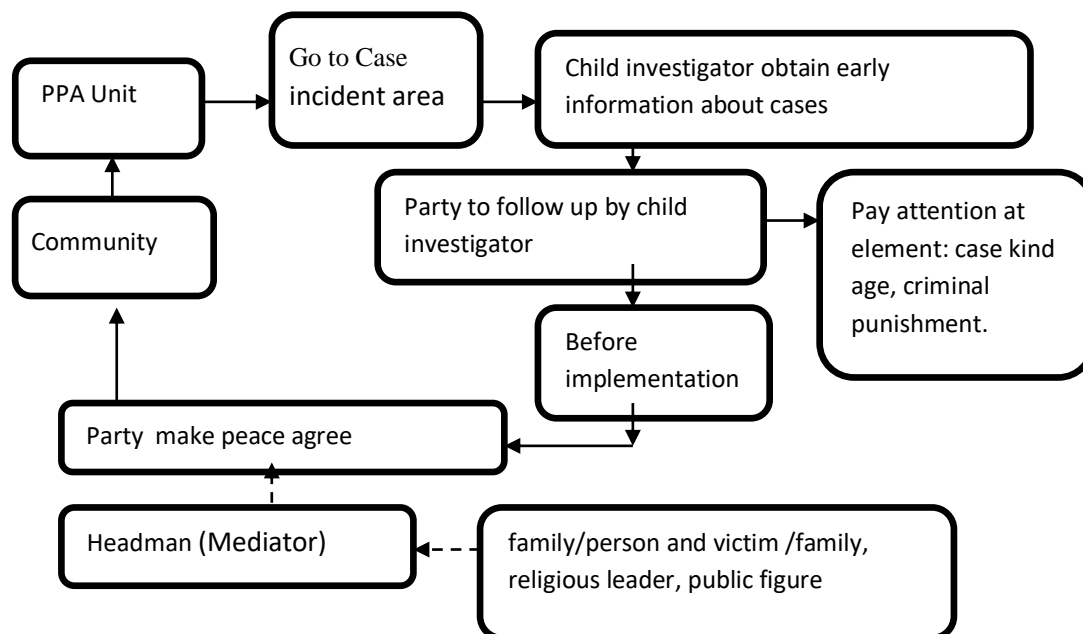 PPA Unit
Go to Case
incident area
Child investigator obtain early
information about cases
Community
Party to follow up by child
investigator
Pay attention at
element: case kind
age, criminal
punishment.
Before
implementation
Party  make peace agree
Headman (Mediator)
family/person and victim /family,
religious leader, public figure